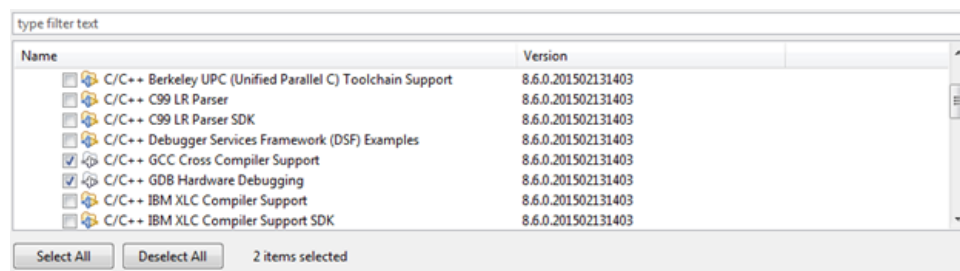 type filter text
Name Version
C/C++ Berkeley UPC (Unified Parallel C) Toolchain Support 8.6.0.201502131403
C/C++ C99 LR Parser 8.6.0.201502131403
C/C++ C99 LR Parser SDK 8.6.0.201502131403
C/C++ Debugger Services Framework (DSF) Examples 8.6.0.201502131403
C/C++ GCC Cross Compiler Support 8.6.0.201502131403
C/C++ GDB Hardware Debugging 8.6.0.201502131403
C/C++ IBM XLC Compiler Support 8.6.0.201502131403
C/C++ IBM XLC Compiler Support SDK 8.6.0.201502131403
Select All Deselect All 2 items selected